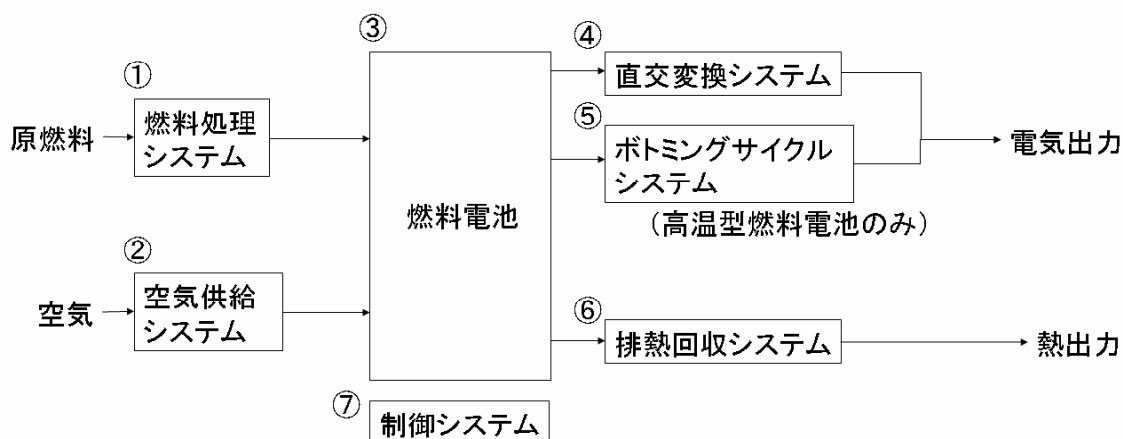 ①
燃料処理
システム
原燃料
②
空気供給
システム
空気
③
燃料電池
④
直交変換システム
⑤
ボトミングサイクル
システム
(高温型燃料電池のみ)
電気出力
⑥
排熱回収システム
熱出力
⑦
制御システム